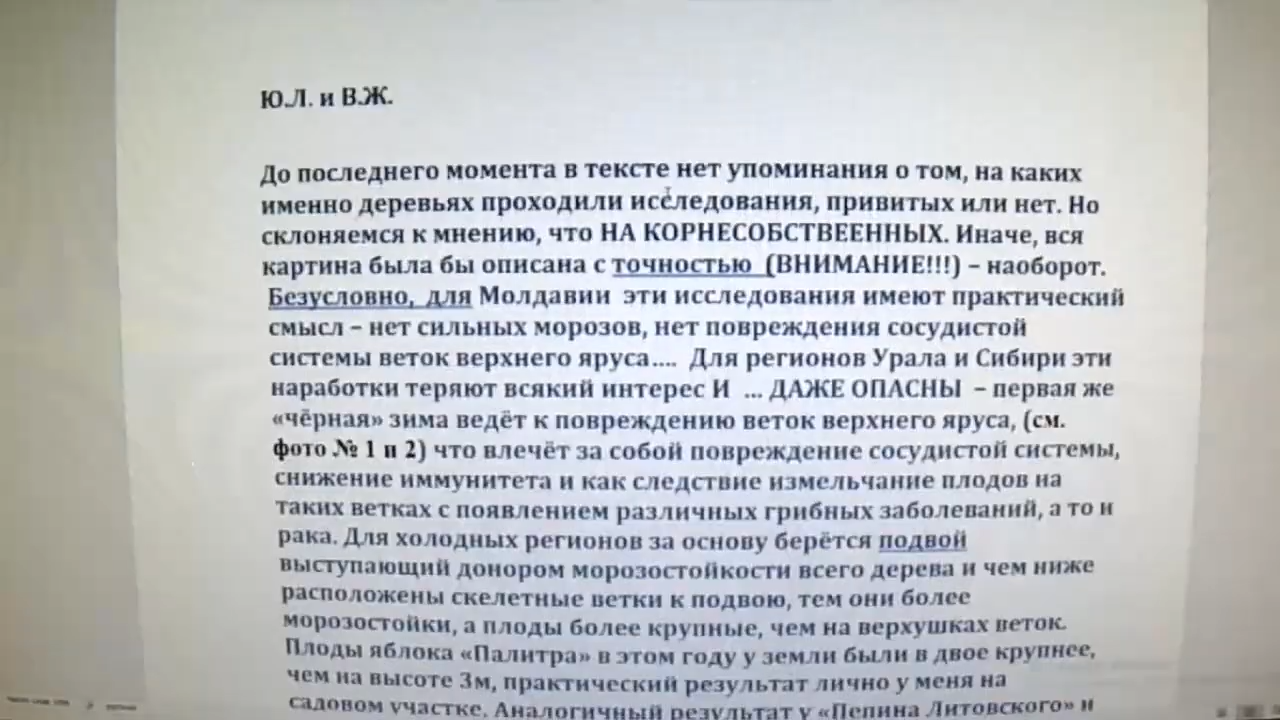 Ю.Л. и В.Ж.
До последнего момента в тексте нет упоминания о том, на каких
именно деревьях проходили исследования, привитых или нет. Но
склоняемся к мнению, что НА КОРНЕСОБСТВЕЕННЫХ. Иначе, вся
картина была бы описана с точностью (ВНИМАНИЕ!!!) – наоборот.
Безусловно, для Молдавии эти исследования имеют практический
смысл – нет сильных морозов, нет повреждения сосудистой
системы веток верхнего яруса.... Для регионов Урала и Сибири эти
наработки теряют всякий интерес И ... ДАЖЕ ОПАСНЫ – первая же
«чёрная» зима ведёт к повреждению веток верхнего яруса, (см.
фото № 1 и 2) что влечёт за собой повреждение сосудистой системы,
снижение иммунитета и как следствие измельчание плодов на
таких ветках с появлением различных грибных заболеваний, а то и
рака. Для холодных регионов за основу берётся подвой
выступающий донором морозостойкости всего дерева и чем ниже
расположены скелетные ветки к подвою, тем они более
морозостойки, а плоды более крупные, чем на верхушках веток.
Плоды яблока «Палитра» в этом году у земли были в двое крупнее,
чем на высоте 3м, практический результат лично у меня на
садовом участке. Аналогичный результат у «Пепина Литовского» и